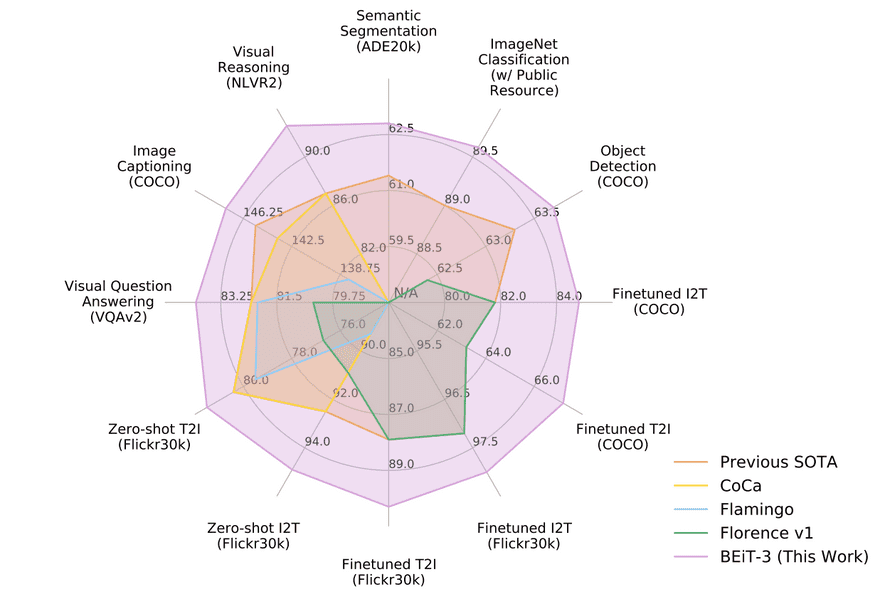 Semantic
Segmentation
(ADE20k)
ImageNet
Classification
(w/ Public
Resource)
Visual
Reasoning
(NLVR2)
Object
Detection
(COCO)
Image
Captioning
(COCO)
Visual Question
Answering
(VQAv2)
Finetuned I2T
(COCO)
Zero-shot T2I
(Flickr30k)
Finetuned T2I
(COCO)
Zero-shot I2T
(Flickr30k)
Finetuned I2T
(Flickr30k)
Finetuned T2I
(Flickr30k)
62.5
61.0
59.5
89.5
89.0
88.5
63.5
63.0
62.5
84.0
82.0
80.0
66.0
64.0
62.0
97.5
96.5
95.5
89.0
87.0
85.0
94.0
92.0
90.0
80.0
78.0
76.0
83.25
81.5
79.75
146.25
142.5
138.75
90.0
86.0
82.0
N/A
Previous SOTA
CoCa
Flamingo
Florence v1
BEiT-3 (This Work)